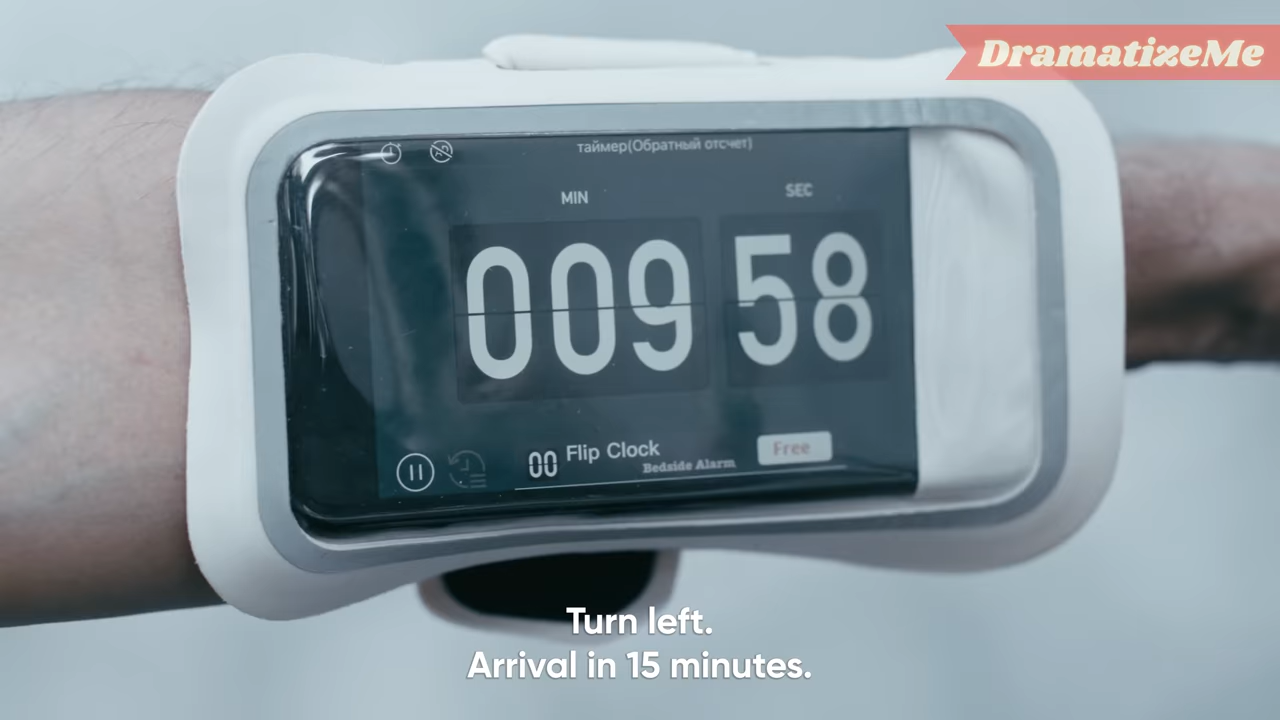 DramatizeMe
таймер(Обратный отсчет)
MIN
SEC
009
58
00
Flip Clock
Bedside Alarm
Free
Turn left.
Arrival in 15 minutes.